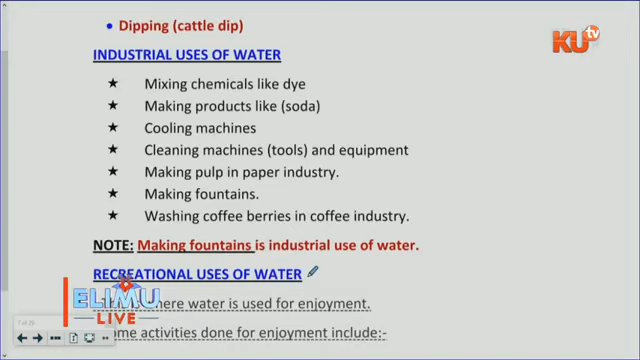 • Dipping (cattle dip)
KU tv
INDUSTRIAL USES OF WATER
★ Mixing chemicals like dye
★ Making products like (soda)
★ Cooling machines
★ Cleaning machines (tools) and equipment
★ Making pulp in paper industry.
★ Making fountains.
★ Washing coffee berries in coffee industry.
NOTE: Making fountains is industrial use of water.
RECREATIONAL USES OF WATER
ELIMU
LIVE
where water is used for enjoyment.
activities done for enjoyment include:-